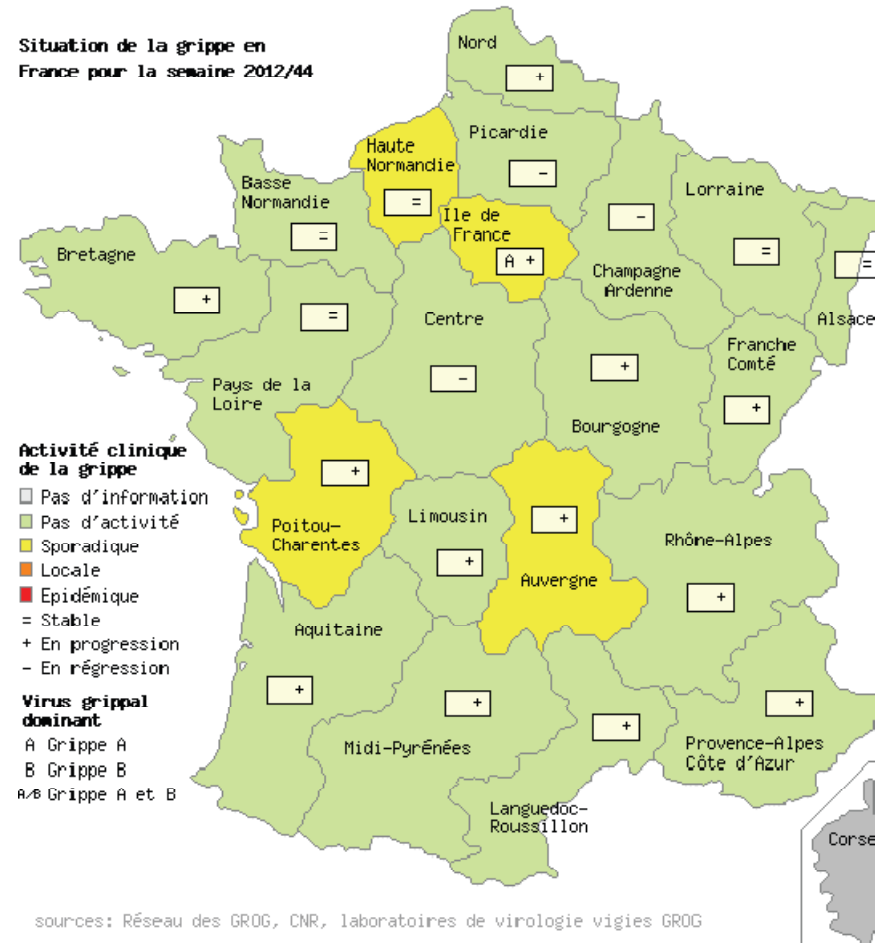 Situation de la grippe en
France pour la semaine 2012/44
Nord
+
Picardie
-
Haute
Normandie
=
Basse
Normandie
=
Ile de
France
A +
Champagne
Ardenne
-
Lorraine
=
Alsace
=
Bretagne
+
Pays de la
Loire
=
Centre
-
Bourgogne
+
Franche
Comté
+
Poitou-
Charentes
+
Limousin
+
Auvergne
+
Rhône-Alpes
+
Aquitaine
+
Midi-Pyrénées
+
Languedoc-
Roussillon
+
Provence-Alpes
Côte d'Azur
+
Corse
Activité clinique
de la grippe
Pas d'information
Pas d'activité
Sporadique
Locale
Epidémique
= Stable
+ En progression
- En régression
Virus grippal
dominant
A Grippe A
B Grippe B
A/B Grippe A et B
sources: Réseau des GROG, CNR, laboratoires de virologie vigies GROG